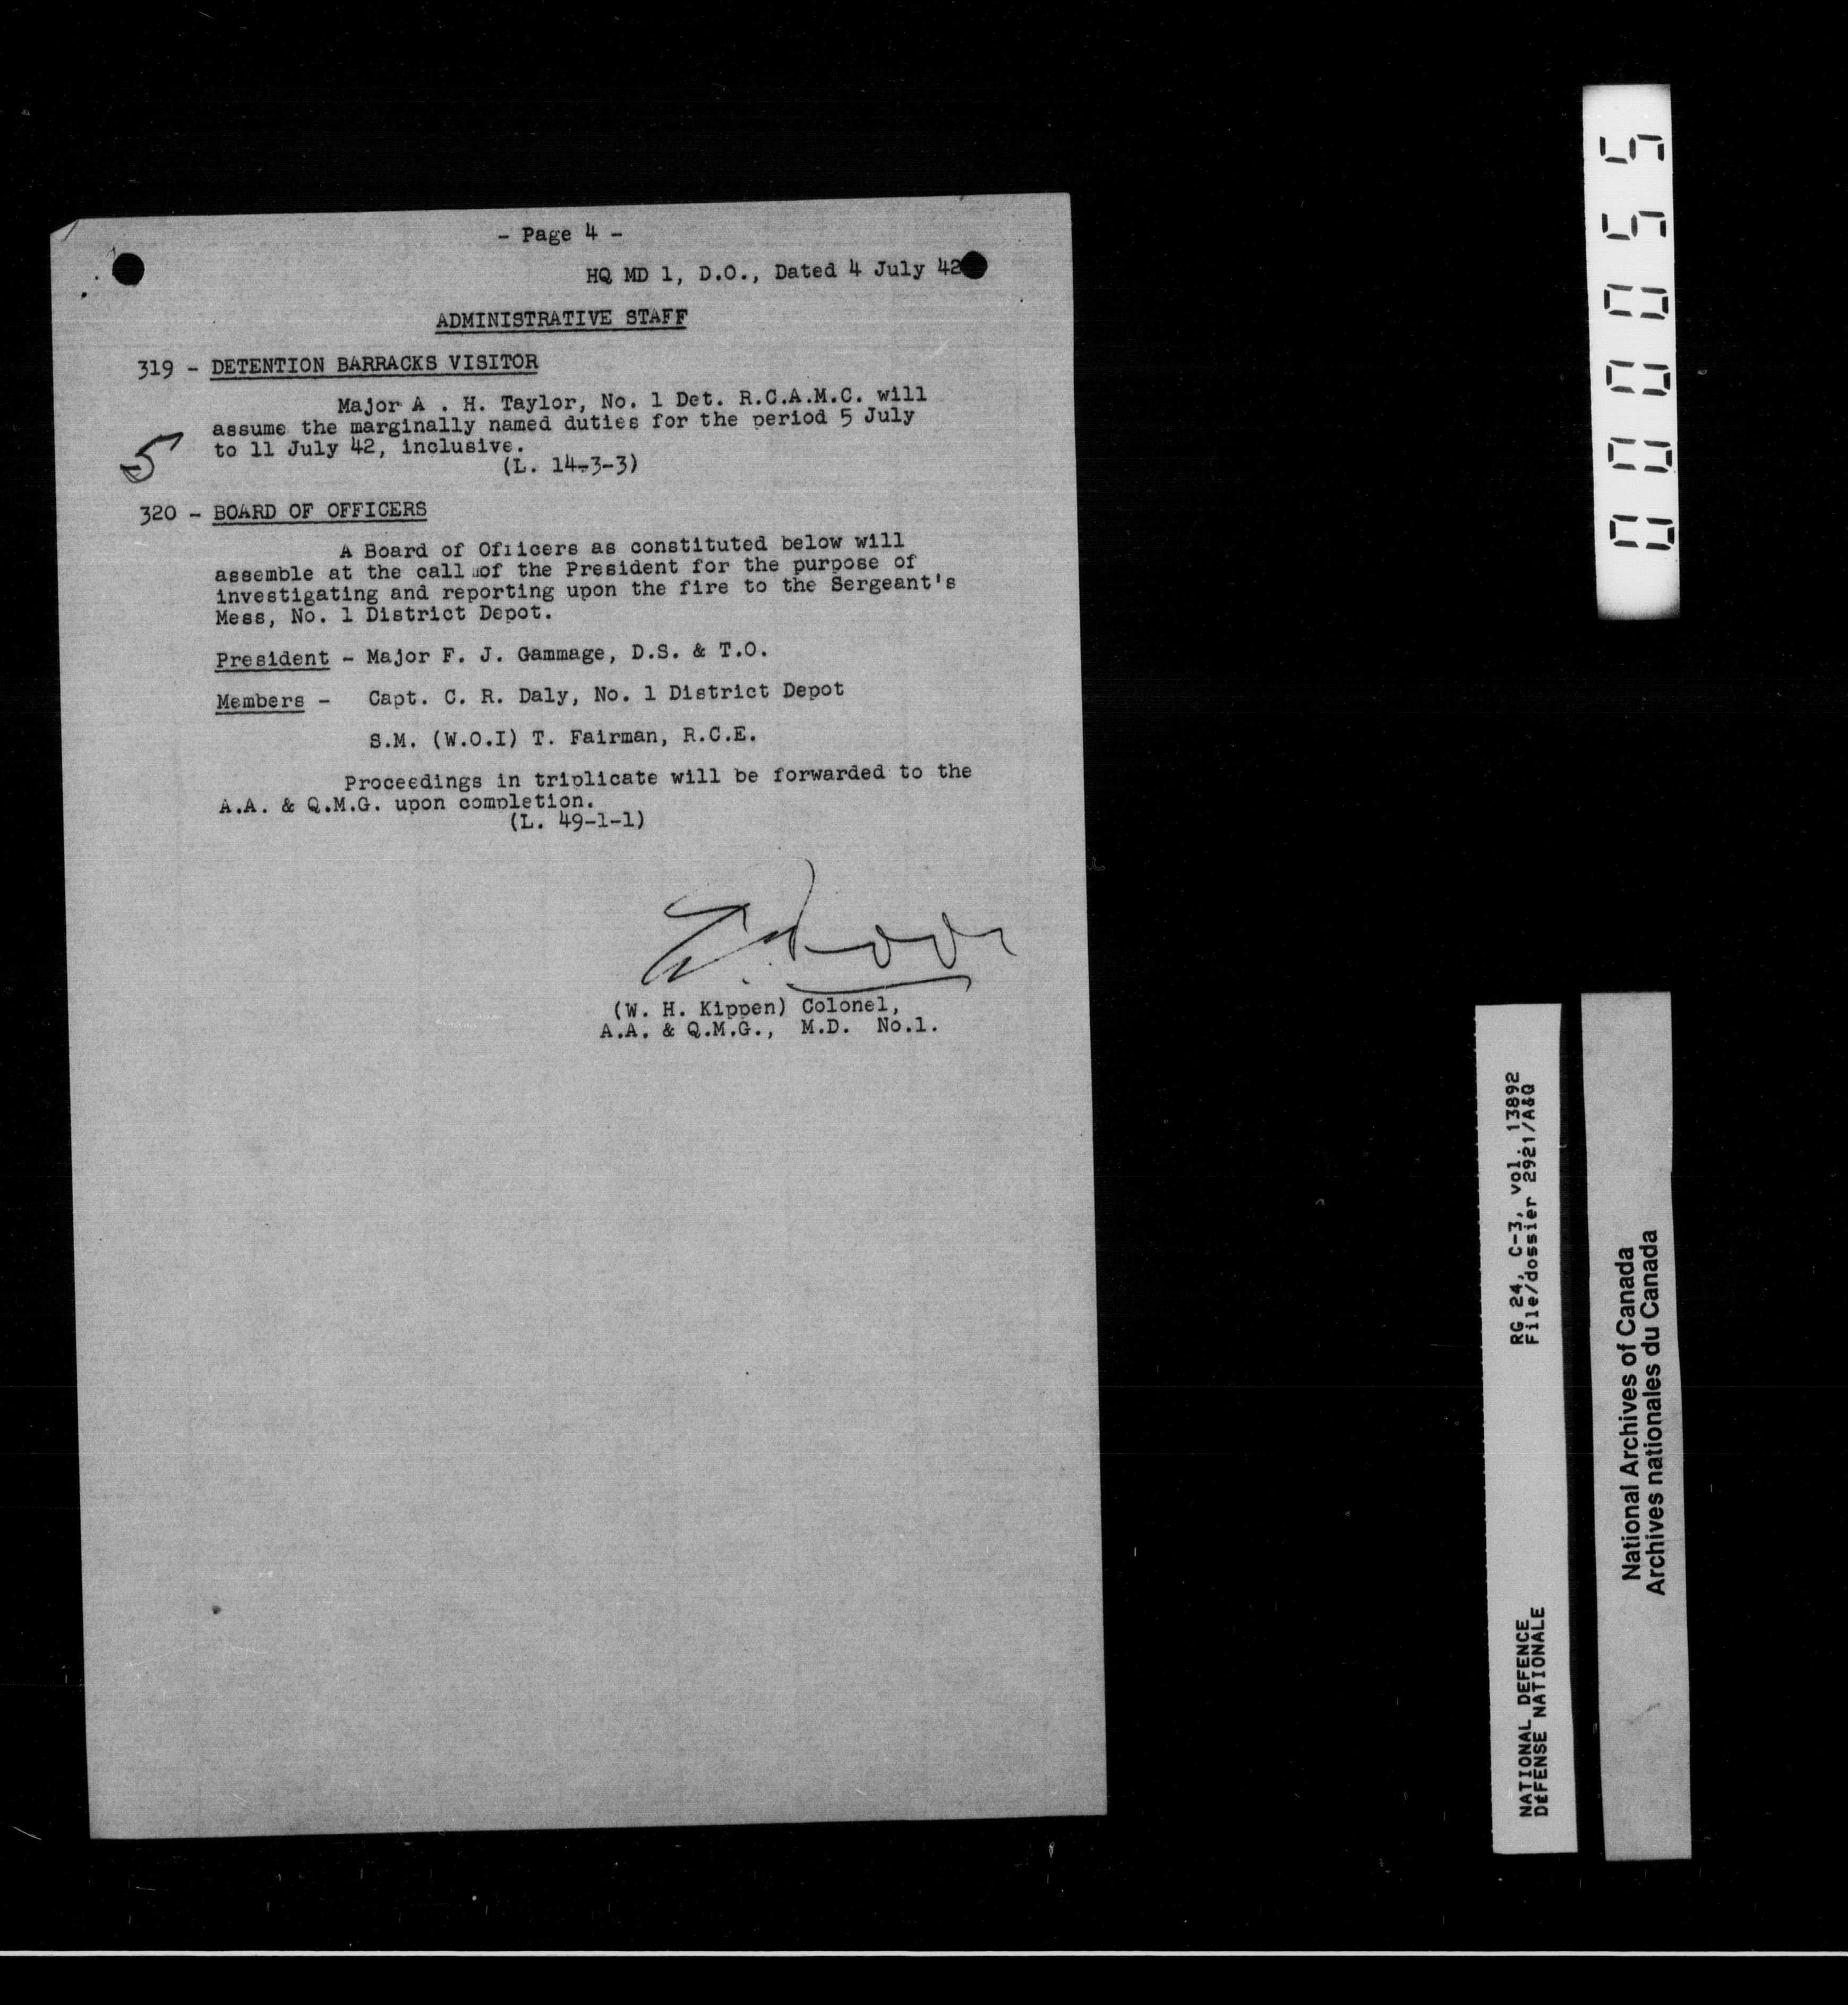 - Page 4 -
HQ MD 1, D.O., Dated 4 July 42
ADMINISTRATIVE STAFF
319 - DETENTION BARRACKS VISITOR
Major A . H. Taylor, No. 1 Det. R.C.A.M.C. will
assume the marginally named duties for the period 5 July
to 11 July 42, inclusive.
5
(L. 14-3-3)
320 - BOARD OF OFFICERS
A Board of Officers as constituted below will
assemble at the call of the President for the purpose of
investigating and reporting upon the fire to the Sergeant's
Mess, No. 1 District Depot.
President - Major F. J. Gammage, D.S. & T.O.
Members - Capt. C. R. Daly, No. 1 District Depot
S.M. (W.O.I) T. Fairman, R.C.E.
Proceedings in triplicate will be forwarded to the
A.A. & Q.M.G. upon completion.
(L. 49-1-1)
(W. H. Kippen) Colonel,
A.A. & Q.M.G., M.D. No.1.
000055
RG 24, C-3, vol. 13892
File/dossier 2921/A&Q
NATIONAL DEFENCE
DÉFENSE NATIONALE
National Archives of Canada
Archives nationales du Canada